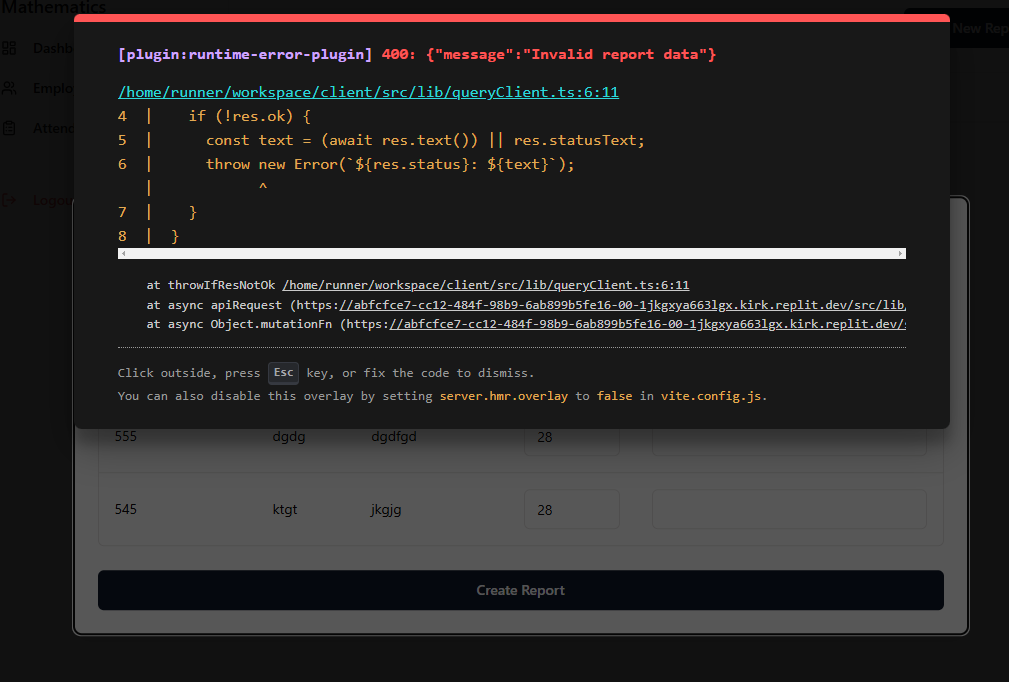 Mathematics
New Rep
Dashb
[plugin:runtime-error-plugin] 400: {"message":"Invalid report data"}
Emplo
/home/runner/workspace/client/src/lib/queryClient.ts:6:11
4 | if (!res.ok) {
Attend
5 | const text = (await res.text()) || res.statusText;
6 | throw new Error(`${res.status}: ${text}`);
| ^
Logou
7 | }
8 | }
at throwIfResNotOk /home/runner/workspace/client/src/lib/queryClient.ts:6:11
at async apiRequest (https://abfcfce7-cc12-484f-98b9-6ab899b5fe16-00-1jkgxya663lgx.kirk.replit.dev/src/lib,
at async Object.mutationFn (https://abfcfce7-cc12-484f-98b9-6ab899b5fe16-00-1jkgxya663lgx.kirk.replit.dev/
Click outside, press Esc key, or fix the code to dismiss.
You can also disable this overlay by setting server.hmr.overlay to false in vite.config.js.
555 dgdg dgdfgd 28
545 ktgt jkgjg 28
Create Report